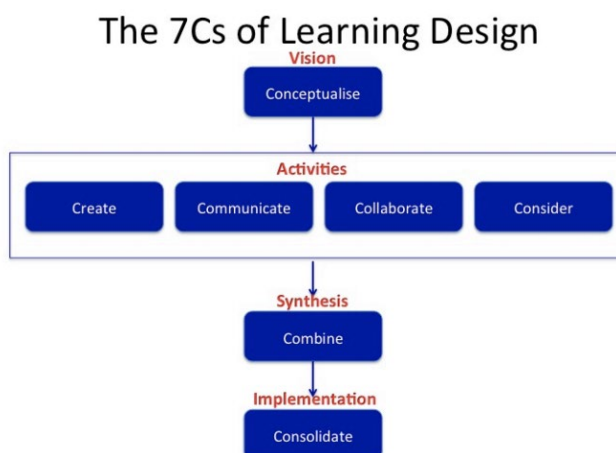 The 7Cs of Learning Design
Vision
Conceptualise
Activities
Create
Communicate
Collaborate
Consider
Synthesis
Combine
Implementation
Consolidate